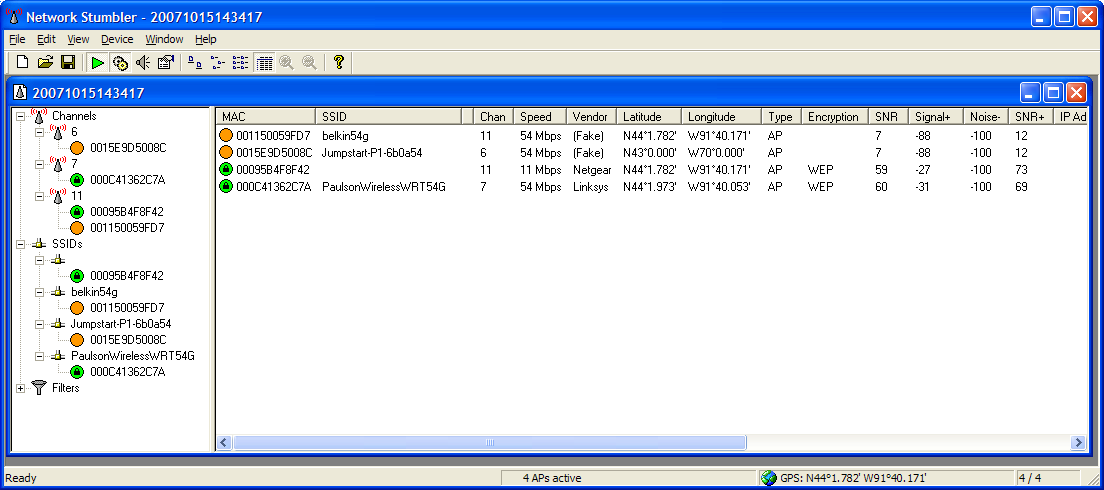 Network Stumbler - 20071015143417
File Edit View Device Window Help
20071015143417
Channels
6
0015E9D5008C
7
000C41362C7A
11
00095B4F8F42
001150059FD7
SSIDs
00095B4F8F42
belkin54g
001150059FD7
Jumpstart-P1-6b0a54
0015E9D5008C
PaulsonWirelessWRT54G
000C41362C7A
Filters
MAC SSID Chan Speed Vendor Latitude Longitude Type Encryption SNR Signal+ Noise- SNR+ IP Ad
001150059FD7 belkin54g 11 54 Mbps (Fake) N44°1.782' W91°40.171' AP 7 -88 -100 12
0015E9D5008C Jumpstart-P1-6b0a54 6 54 Mbps (Fake) N43°0.000' W70°0.000' AP 7 -88 -100 12
00095B4F8F42 11 11 Mbps Netgear N44°1.782' W91°40.171' AP WEP 59 -27 -100 73
000C41362C7A PaulsonWirelessWRT54G 7 54 Mbps Linksys N44°1.973' W91°40.053' AP WEP 60 -31 -100 69
Ready 4 APs active GPS: N44°1.782' W91°40.171' 4 / 4